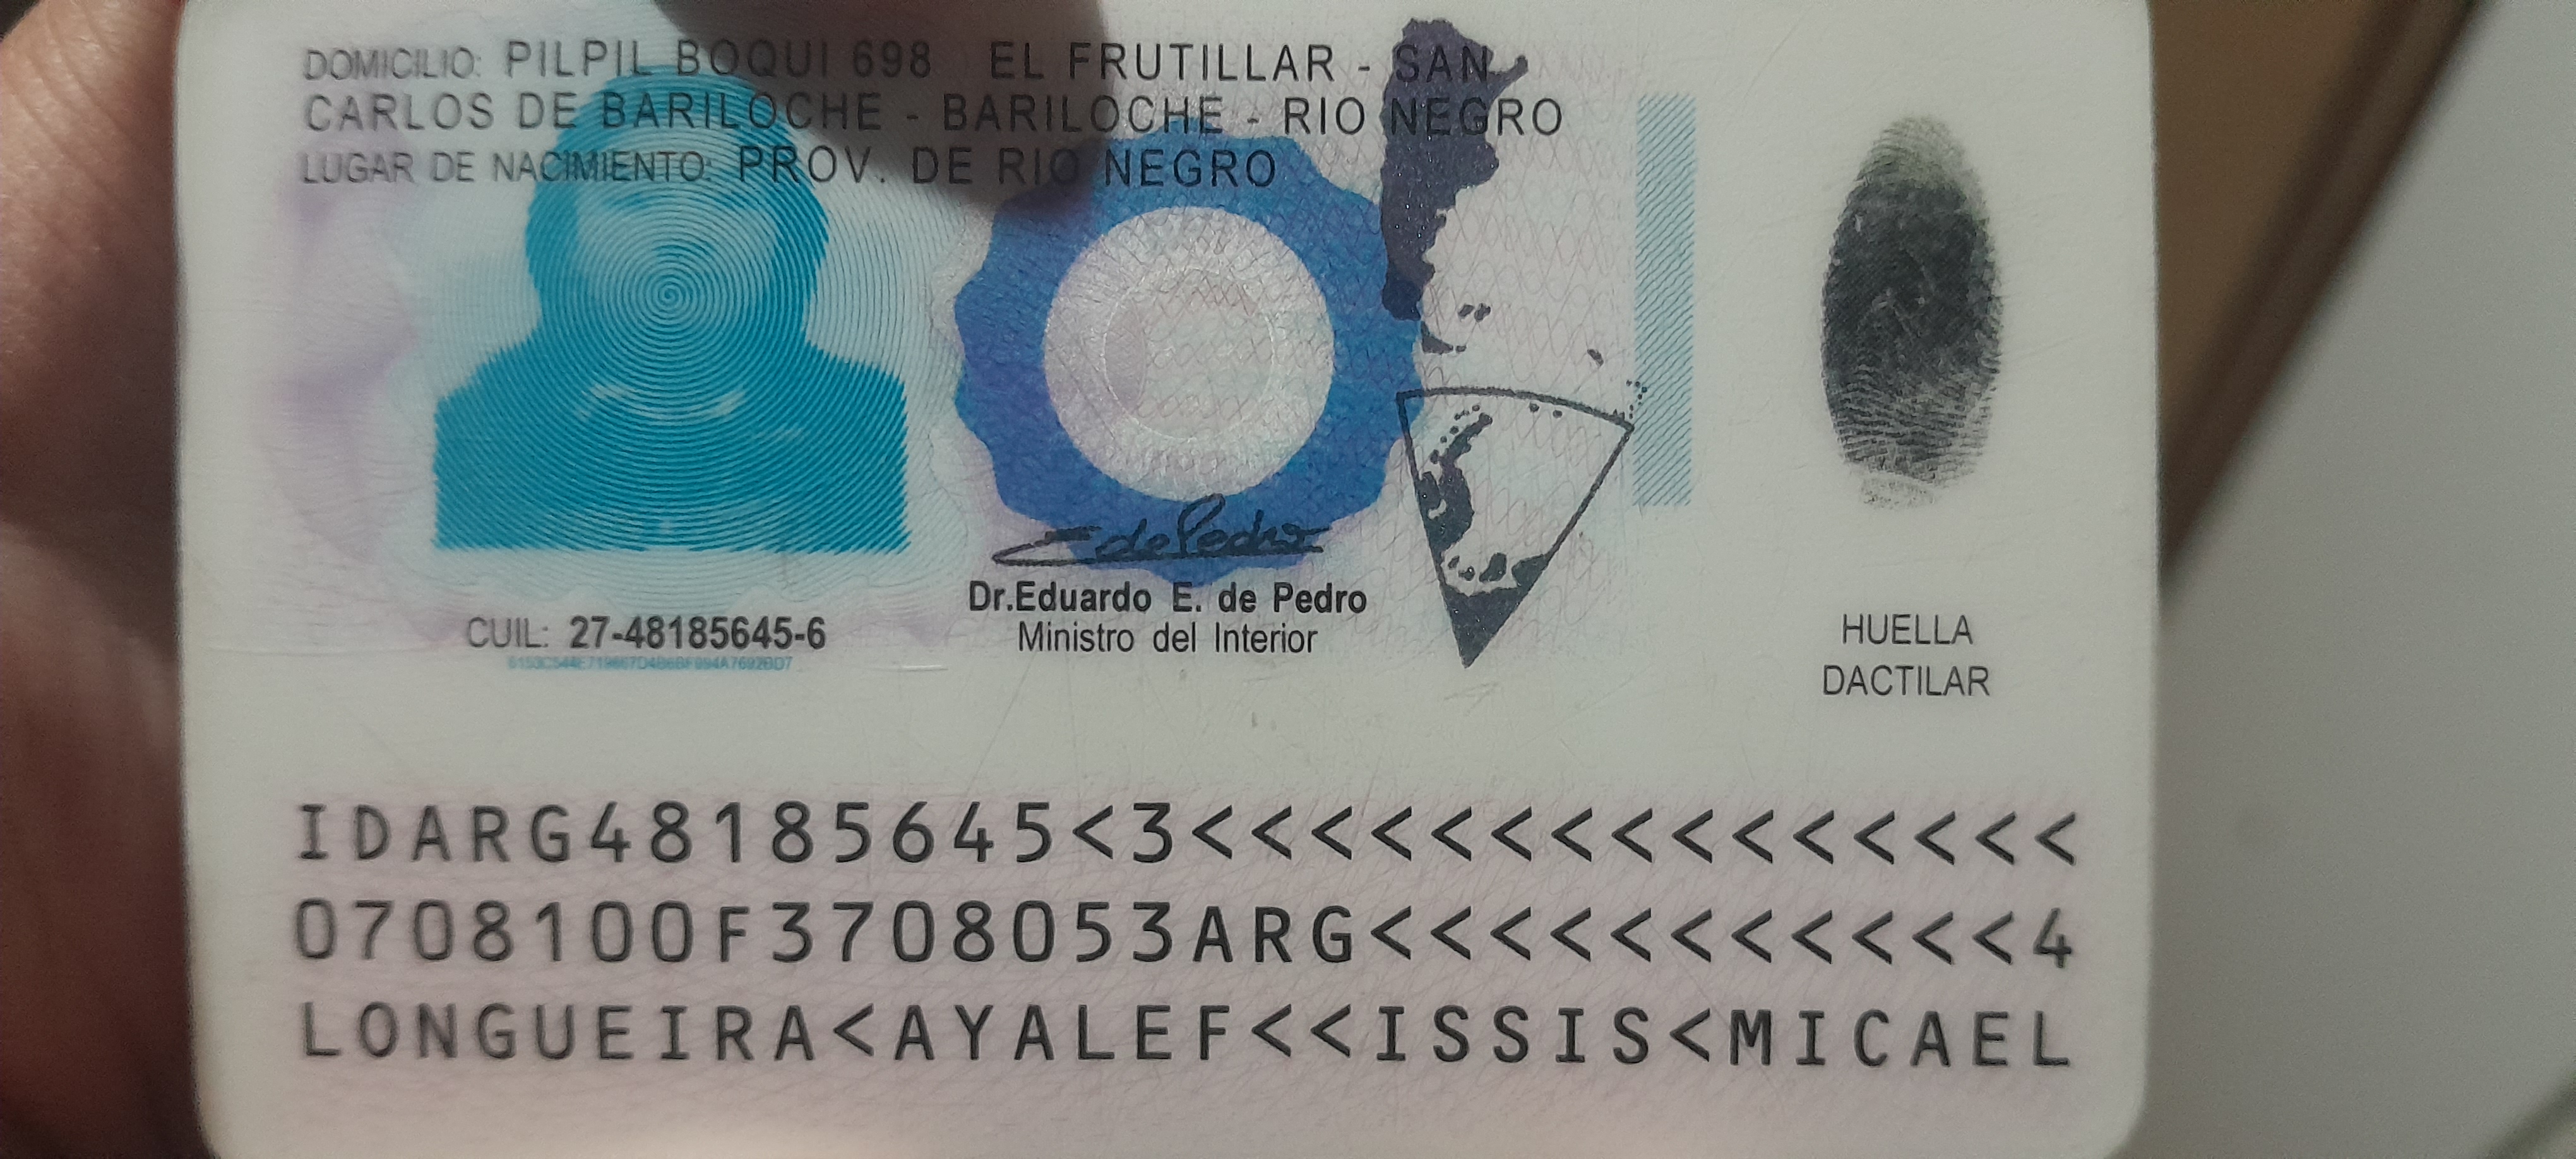 DOMICILIO: PILPIL BOQUI 698 EL FRUTILLAR - SAN
CARLOS DE BARILOCHE - BARILOCHE - RIO NEGRO
LUGAR DE NACIMIENTO: PROV. DE RIO NEGRO
E de Pedro
Dr.Eduardo E. de Pedro
Ministro del Interior
CUIL: 27-48185645-6
HUELLA
DACTILAR
IDARG48185645<3<<<<<<<<<<<<<<<
0708100F3708053ARG<<<<<<<<<<<4
LONGUEIRA<AYALEF<<ISSIS<MICAEL